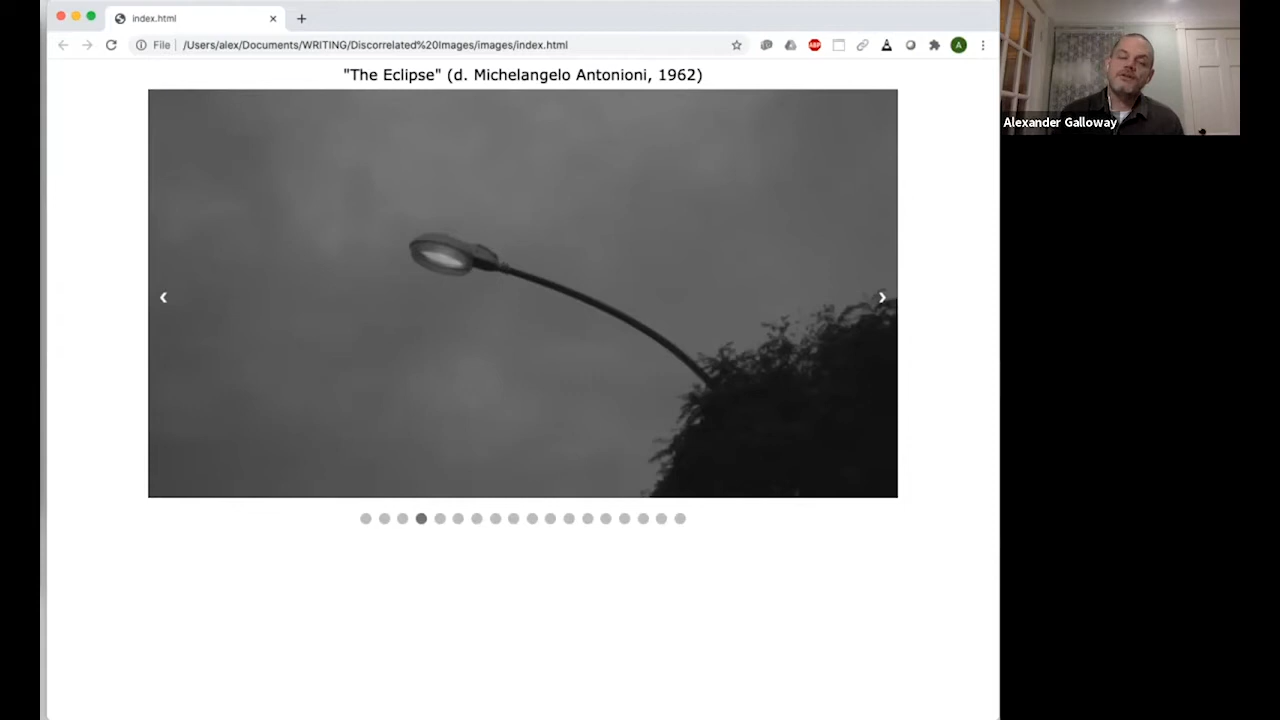 index.html
File
/Users/alex/Documents/WRITING/Discorrelated%20Images/images/index.html
ABP
A
"The Eclipse" (d. Michelangelo Antonioni, 1962)
Alexander Galloway